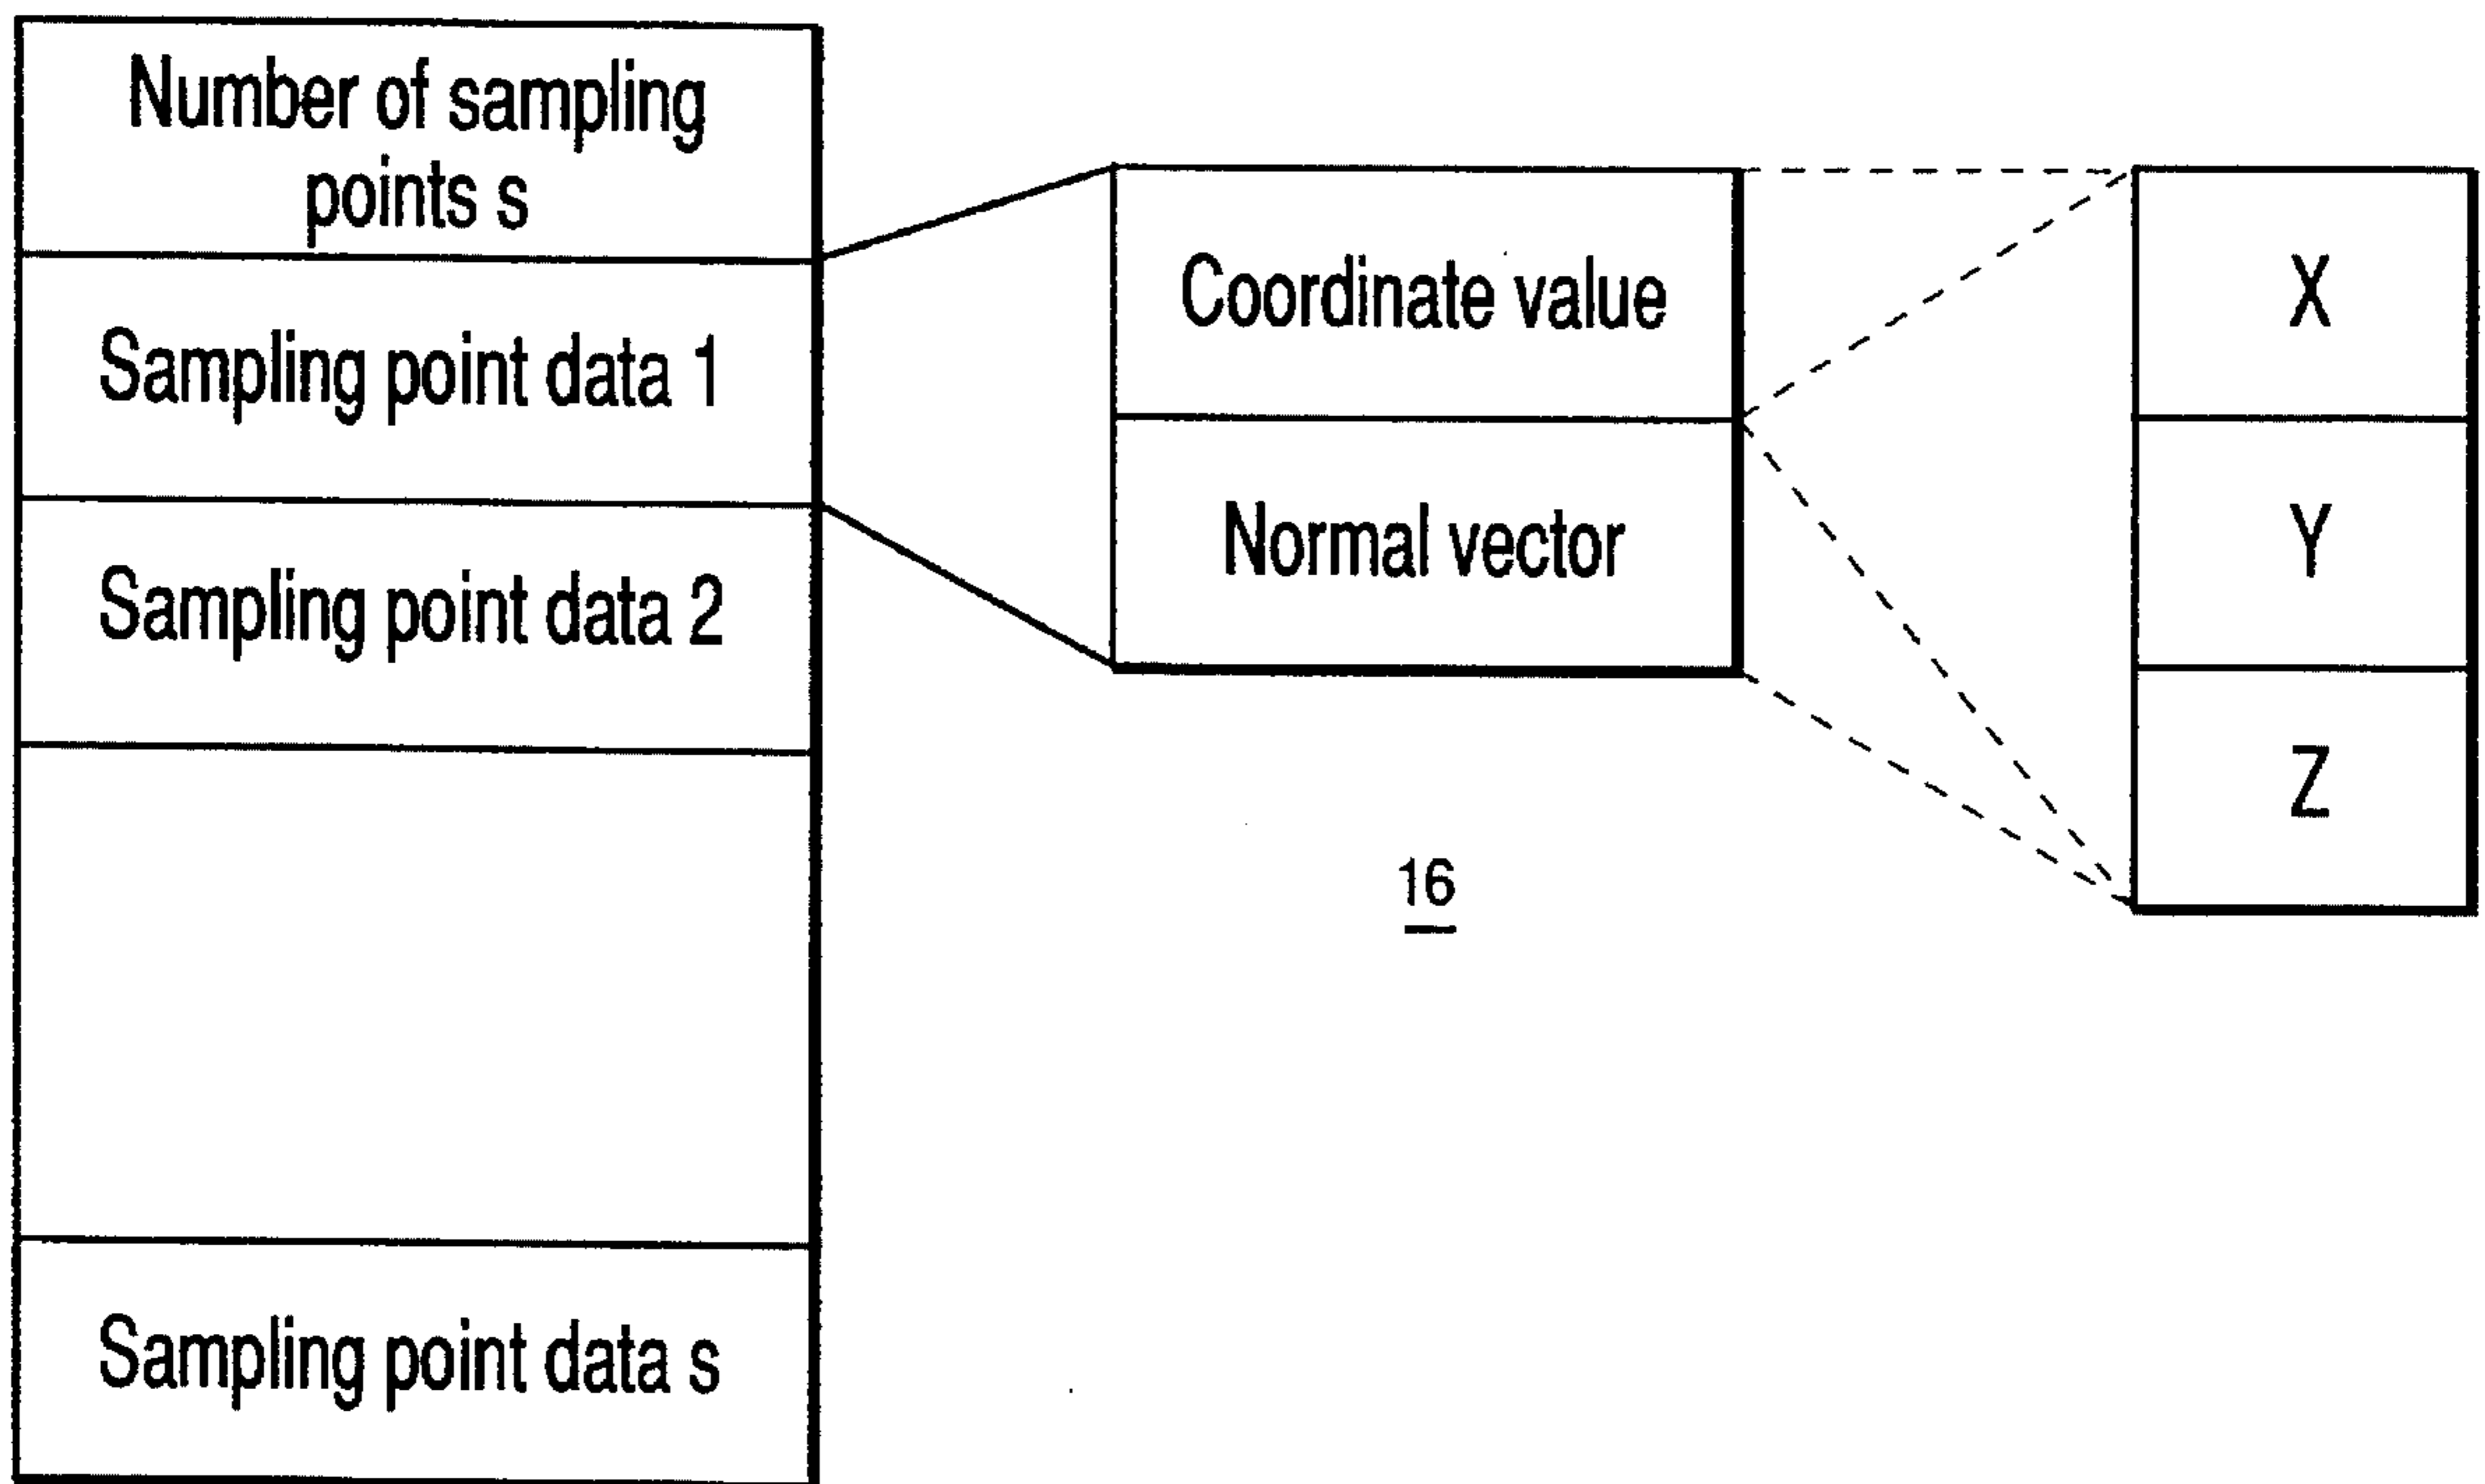 Number of sampling
points s
Sampling point data 1
Sampling point data 2
Sampling point data s
Coordinate value
Normal vector
X
Y
Z
16